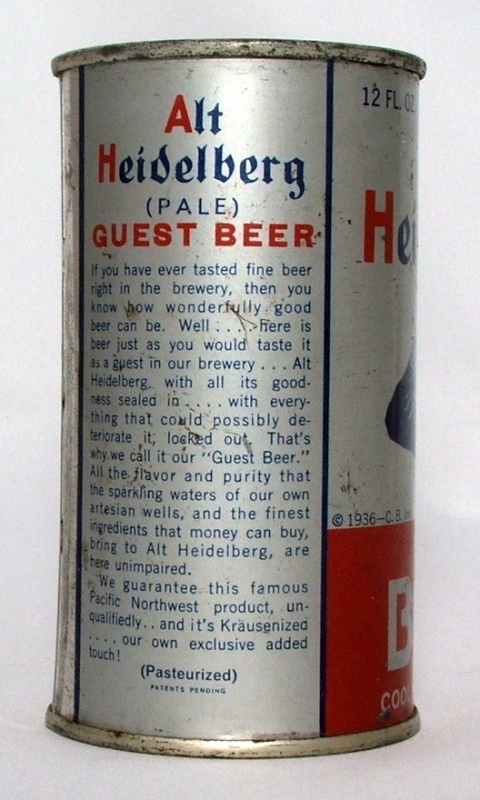 Alt
Heidelberg
(PALE)
GUEST BEER
If you have ever tasted fine beer
right in the brewery, then you
know how wonderfully good
beer can be. Well . . . . here is
beer just as you would taste it
as a guest in our brewery . . . Alt
Heidelberg, with all its good-
ness sealed in . . . . with every-
thing that could possibly de-
teriorate it, locked out. That's
why we call it our "Guest Beer."
All the flavor and purity that
the sparkling waters of our own
artesian wells, and the finest
ingredients that money can buy,
bring to Alt Heidelberg, are
here unimpaired.
We guarantee this famous
Pacific Northwest product, un-
qualifiedly . . and it's Kräusenized
. . . . our own exclusive added
touch!
(Pasteurized)
PATENTS PENDING
12 FL. OZ.
He
© 1936—C. B. Inc
B
COO